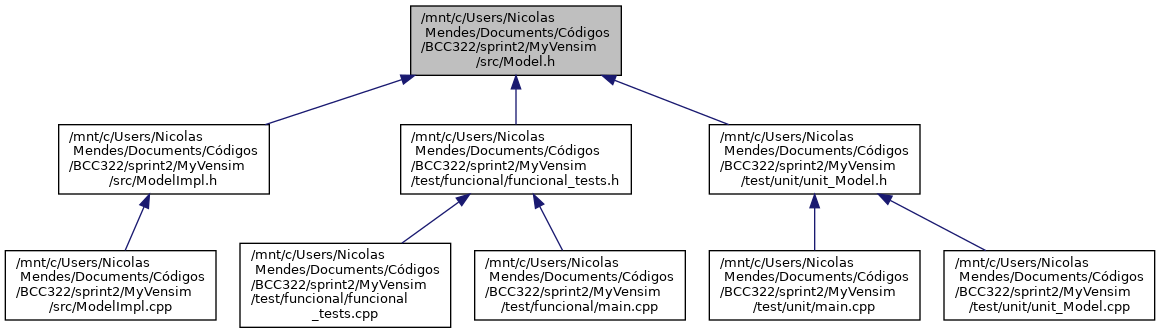 /mnt/c/Users/Nicolas
Mendes/Documents/Códigos
/BCC322/sprint2/MyVensim
/src/Model.h
/mnt/c/Users/Nicolas
Mendes/Documents/Códigos
/BCC322/sprint2/MyVensim
/src/ModelImpl.h
/mnt/c/Users/Nicolas
Mendes/Documents/Códigos
/BCC322/sprint2/MyVensim
/test/funcional/funcional_tests.h
/mnt/c/Users/Nicolas
Mendes/Documents/Códigos
/BCC322/sprint2/MyVensim
/test/unit/unit_Model.h
/mnt/c/Users/Nicolas
Mendes/Documents/Códigos
/BCC322/sprint2/MyVensim
/src/ModelImpl.cpp
/mnt/c/Users/Nicolas
Mendes/Documents/Códigos
/BCC322/sprint2/MyVensim
/test/funcional/funcional
_tests.cpp
/mnt/c/Users/Nicolas
Mendes/Documents/Códigos
/BCC322/sprint2/MyVensim
/test/funcional/main.cpp
/mnt/c/Users/Nicolas
Mendes/Documents/Códigos
/BCC322/sprint2/MyVensim
/test/unit/main.cpp
/mnt/c/Users/Nicolas
Mendes/Documents/Códigos
/BCC322/sprint2/MyVensim
/test/unit/unit_Model.cpp